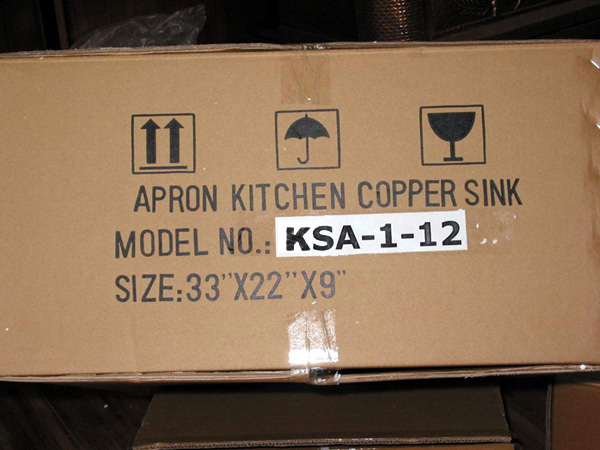 APRON KITCHEN COPPER SINK
MODEL NO.: KSA-1-12
SIZE:33"X22"X9"